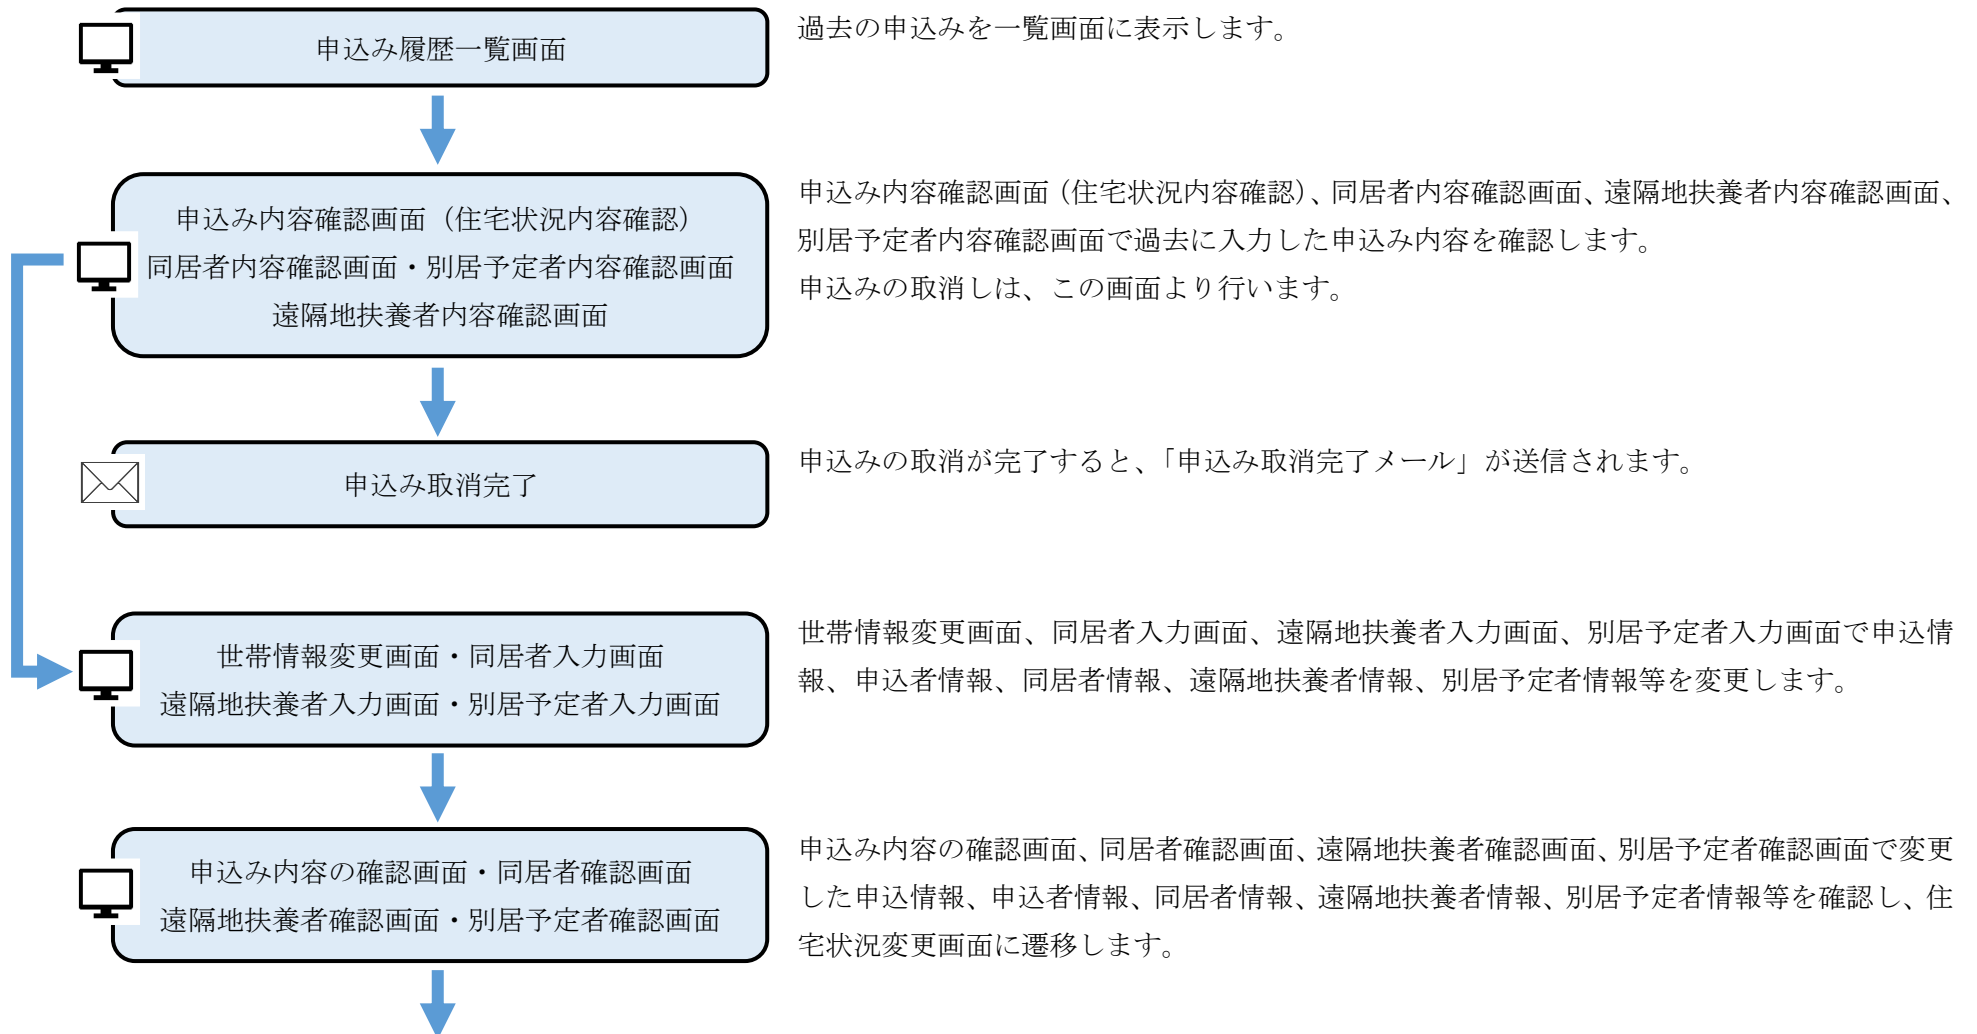 申込み履歴一覧画面
過去の申込みを一覧画面に表示します。
申込み内容確認画面（住宅状況内容確認）
同居者内容確認画面・別居予定者内容確認画面
遠隔地扶養者内容確認画面
申込み内容確認画面（住宅状況内容確認）、同居者内容確認画面、遠隔地扶養者内容確認画面、
別居予定者内容確認画面で過去に入力した申込み内容を確認します。
申込みの取消しは、この画面より行います。
申込み取消完了
申込みの取消が完了すると、「申込み取消完了メール」が送信されます。
世帯情報変更画面・同居者入力画面
遠隔地扶養者入力画面・別居予定者入力画面
世帯情報変更画面、同居者入力画面、遠隔地扶養者入力画面、別居予定者入力画面で申込情
報、申込者情報、同居者情報、遠隔地扶養者情報、別居予定者情報等を変更します。
申込み内容の確認画面・同居者確認画面
遠隔地扶養者確認画面・別居予定者確認画面
申込み内容の確認画面、同居者確認画面、遠隔地扶養者確認画面、別居予定者確認画面で変更
した申込情報、申込者情報、同居者情報、遠隔地扶養者情報、別居予定者情報等を確認し、住
宅状況変更画面に遷移します。